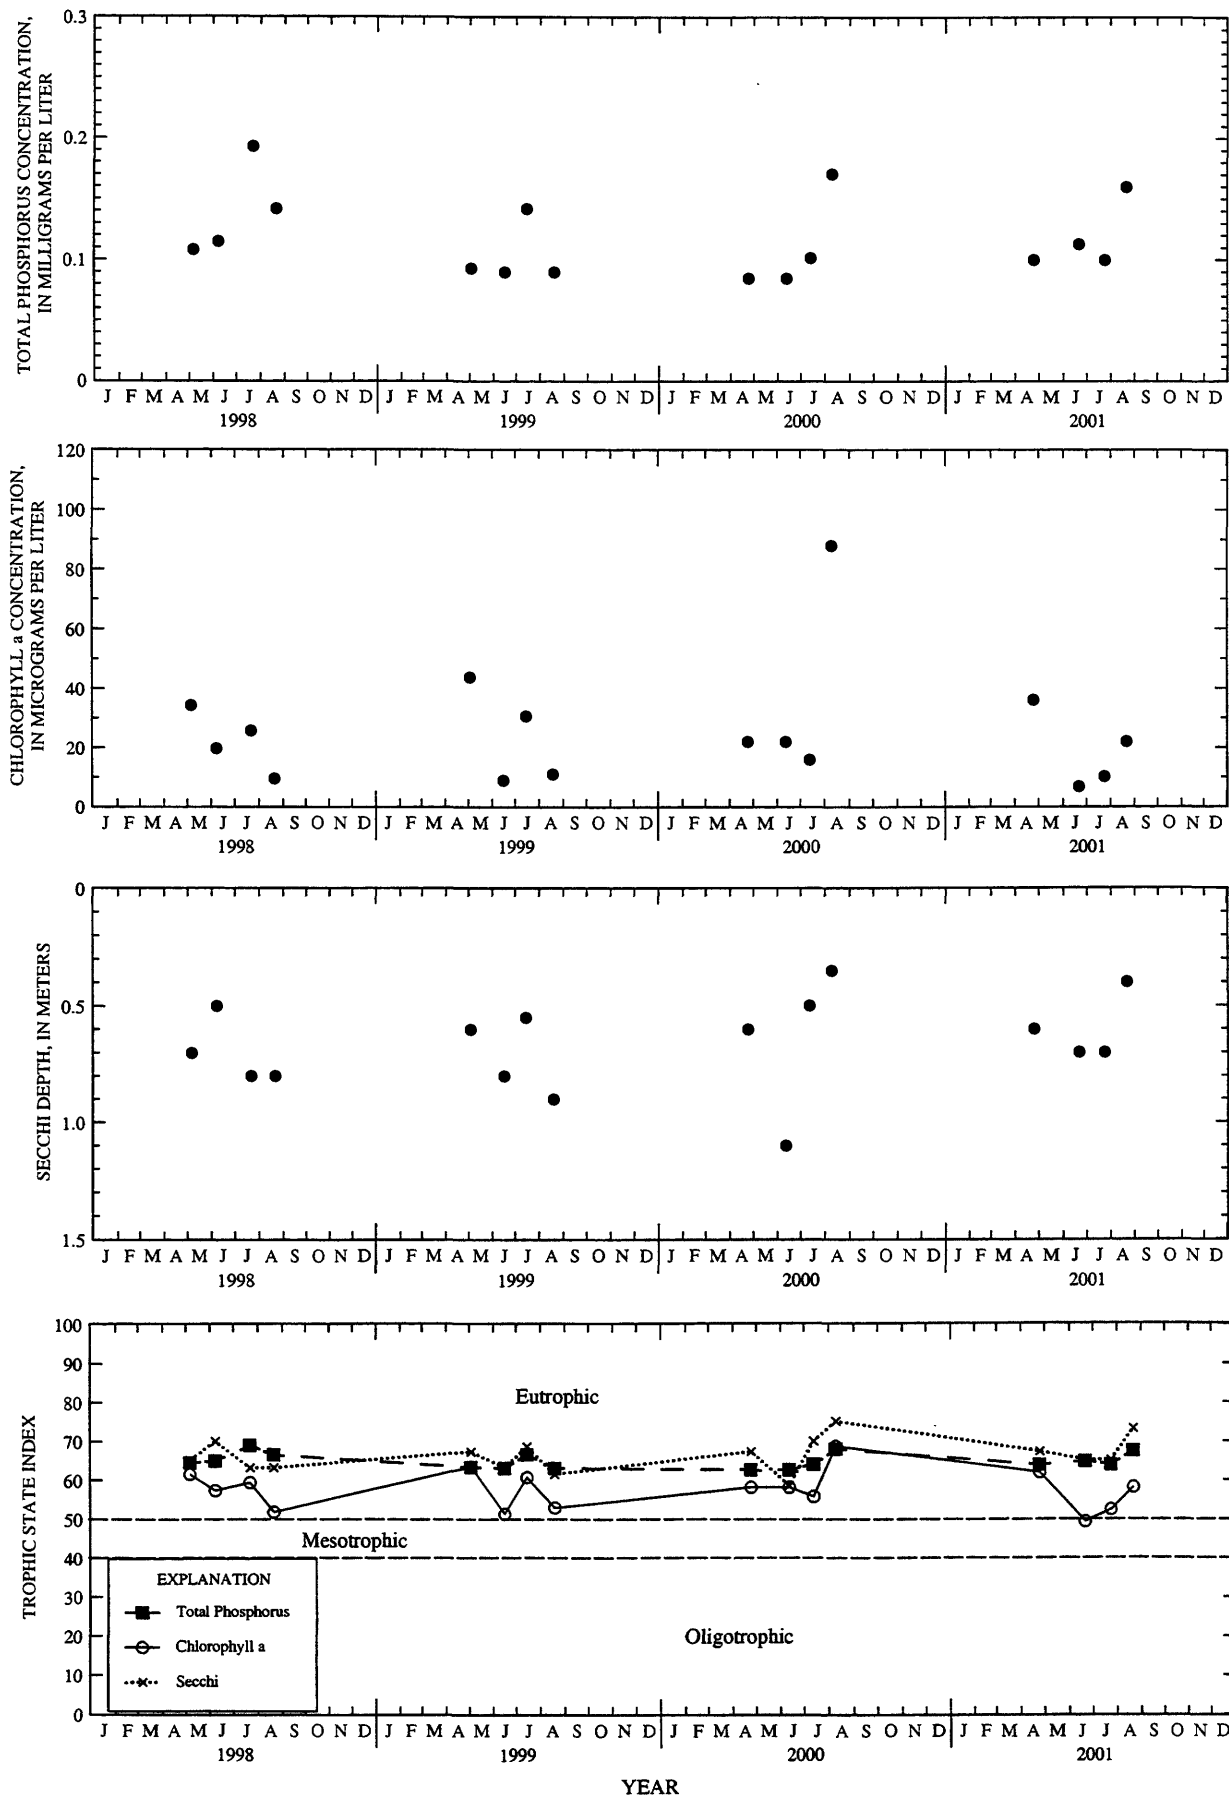 TOTAL PHOSPHORUS CONCENTRATION,
IN MILLIGRAMS PER LITER
0.3
0.2
0.1
0
J F M A M J J A S O N D J F M A M J J A S O N D J F M A M J J A S O N D J F M A M J J A S O N D
1998 1999 2000 2001
CHLOROPHYLL a CONCENTRATION,
IN MICROGRAMS PER LITER
120
100
80
60
40
20
0
J F M A M J J A S O N D J F M A M J J A S O N D J F M A M J J A S O N D J F M A M J J A S O N D
1998 1999 2000 2001
SECCHI DEPTH, IN METERS
0
0.5
1.0
1.5
J F M A M J J A S O N D J F M A M J J A S O N D J F M A M J J A S O N D J F M A M J J A S O N D
1998 1999 2000 2001
TROPHIC STATE INDEX
100
90
80
70
60
50
40
30
20
10
0
Eutrophic
Mesotrophic
Oligotrophic
EXPLANATION
Total Phosphorus
Chlorophyll a
Secchi
J F M A M J J A S O N D J F M A M J J A S O N D J F M A M J J A S O N D J F M A M J J A S O N D
1998 1999 2000 2001
YEAR